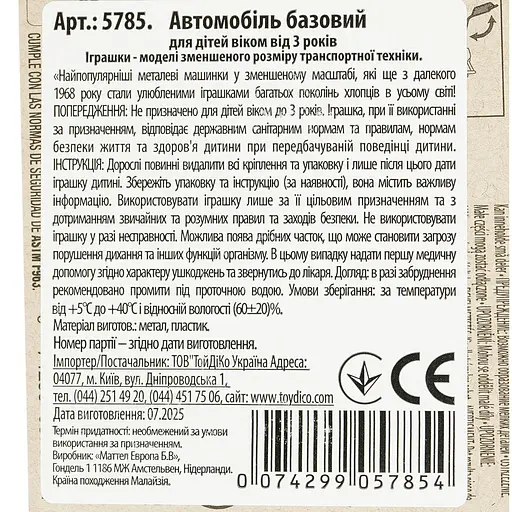 Арт.: 5785. Автомобіль базовий
для дітей віком від 3 років
Іграшки - моделі зменшеного розміру транспортної техніки.
«Найпопулярніші металеві машинки у зменшеному масштабі, які ще з далекого
1968 року стали улюбленими іграшками багатьох поколінь хлопців в усьому світі!
ПОПЕРЕДЖЕННЯ: Не призначено для дітей віком до 3 років. Іграшка, при її використанні
за призначенням, відповідає державним санітарним нормам та правилам, нормам
безпеки життя та здоров'я дитини при передбачуваній поведінці дитини.
ІНСТРУКЦІЯ: Дорослі повинні видалити всі кріплення та упаковку і лише після цього дати
іграшку дитині. Збережіть упаковку та інструкцію (за наявності), вона містить важливу
інформацію. Використовувати іграшку лише за її цільовим призначенням та з
дотриманням звичайних та розумних правил та заходів безпеки. Не використовувати
іграшку у разі несправності. Можлива поява дрібних часток, що може становити загрозу
порушення дихання та інших функцій організму. В цьому випадку надати першу медичну
допомогу згідно характеру ушкоджень та звернутись до лікаря. Догляд: в разі забруднення
рекомендовано промити під проточною водою. Умови зберігання: за температури
від +5°С до +40°С і відносній вологості (60±20)%.
Матеріал виготов.: метал, пластик.
Номер партії – згідно дати виготовлення.
Імпортер/Постачальник: ТОВ"ТойДіКо Україна Адреса:
04077, м. Київ, вул. Дніпроводська 1,
тел. (044) 251 49 20, (044) 451 75 06, сайт: www.toydico.com
Дата виготовлення: 07.2025
Термін придатності: необмежений за умови
використання за призначенням.
Виробник: «Маттел Європа Б.В»,
Гондель 1 1186 МЖ Амстельвен, Нідерланди.
Країна походження Малайзія.
CE
0 074299 057854
CUMPLE CON LAS NORMAS DE SEGURIDAD DE ASTM F963.